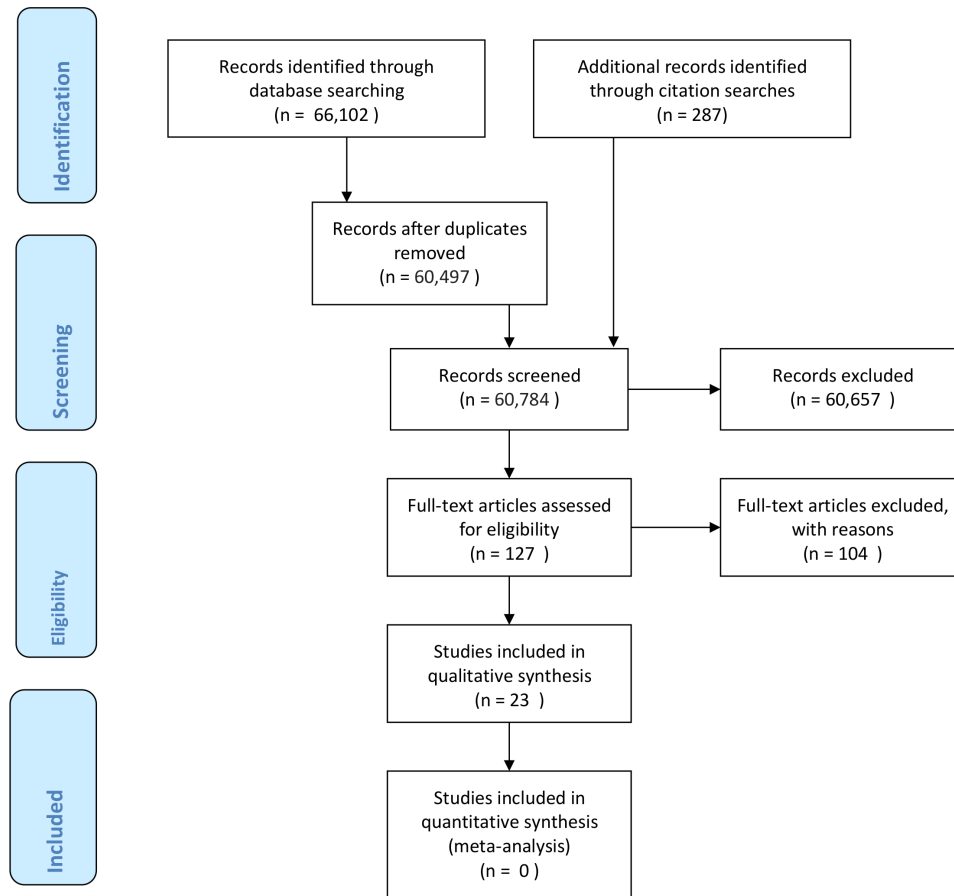 Identification
Records identified through
database searching
(n = 66,102 )
Additional records identified
through citation searches
(n = 287)
Records after duplicates
removed
(n = 60,497 )
Screening
Records screened
(n = 60,784 )
Records excluded
(n = 60,657 )
Eligibility
Full-text articles assessed
for eligibility
(n = 127 )
Full-text articles excluded,
with reasons
(n = 104 )
Studies included in
qualitative synthesis
(n = 23 )
Included
Studies included in
quantitative synthesis
(meta-analysis)
(n = 0 )